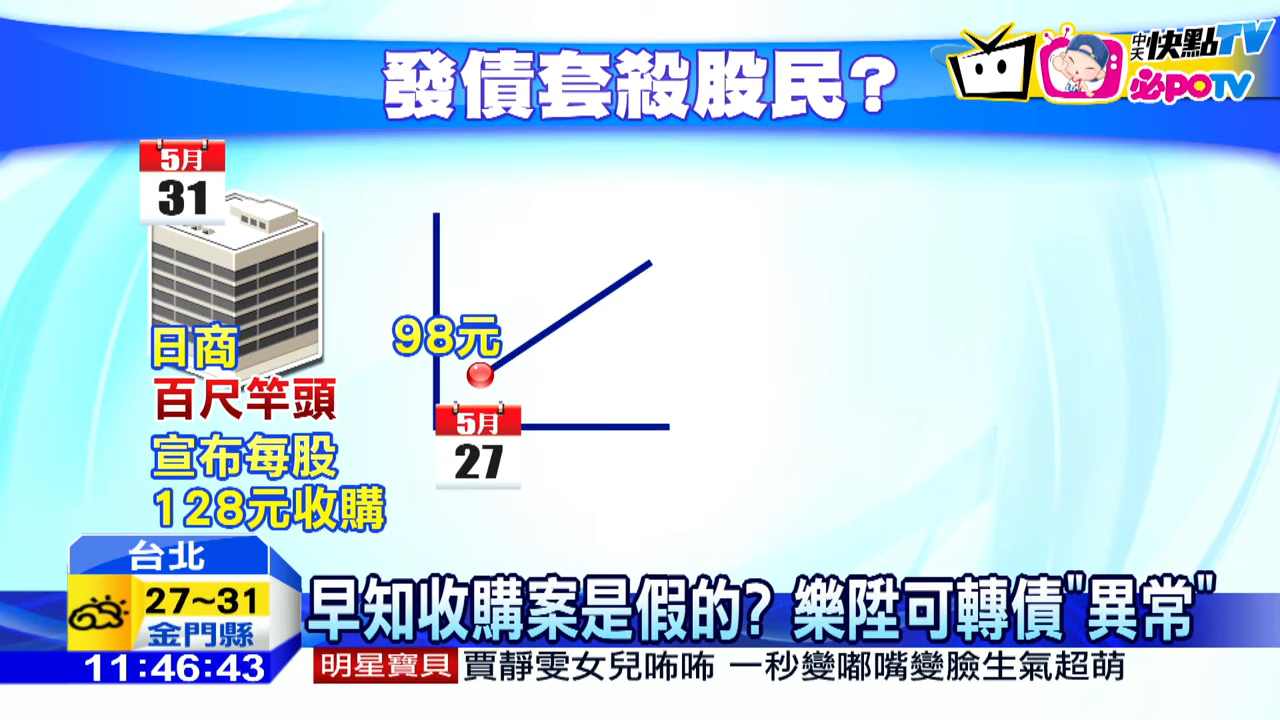 發債套殺股民?
中天快點TV
必POTV
5月
31
日商
百尺竿頭
宣布每股
128元收購
98元
5月
27
台北
27~31
金門縣
11:46:43
早知收購案是假的? 樂陞可轉債"異常"
明星寶貝 賈靜雯女兒咘咘 一秒變嘟嘴變臉生氣超萌